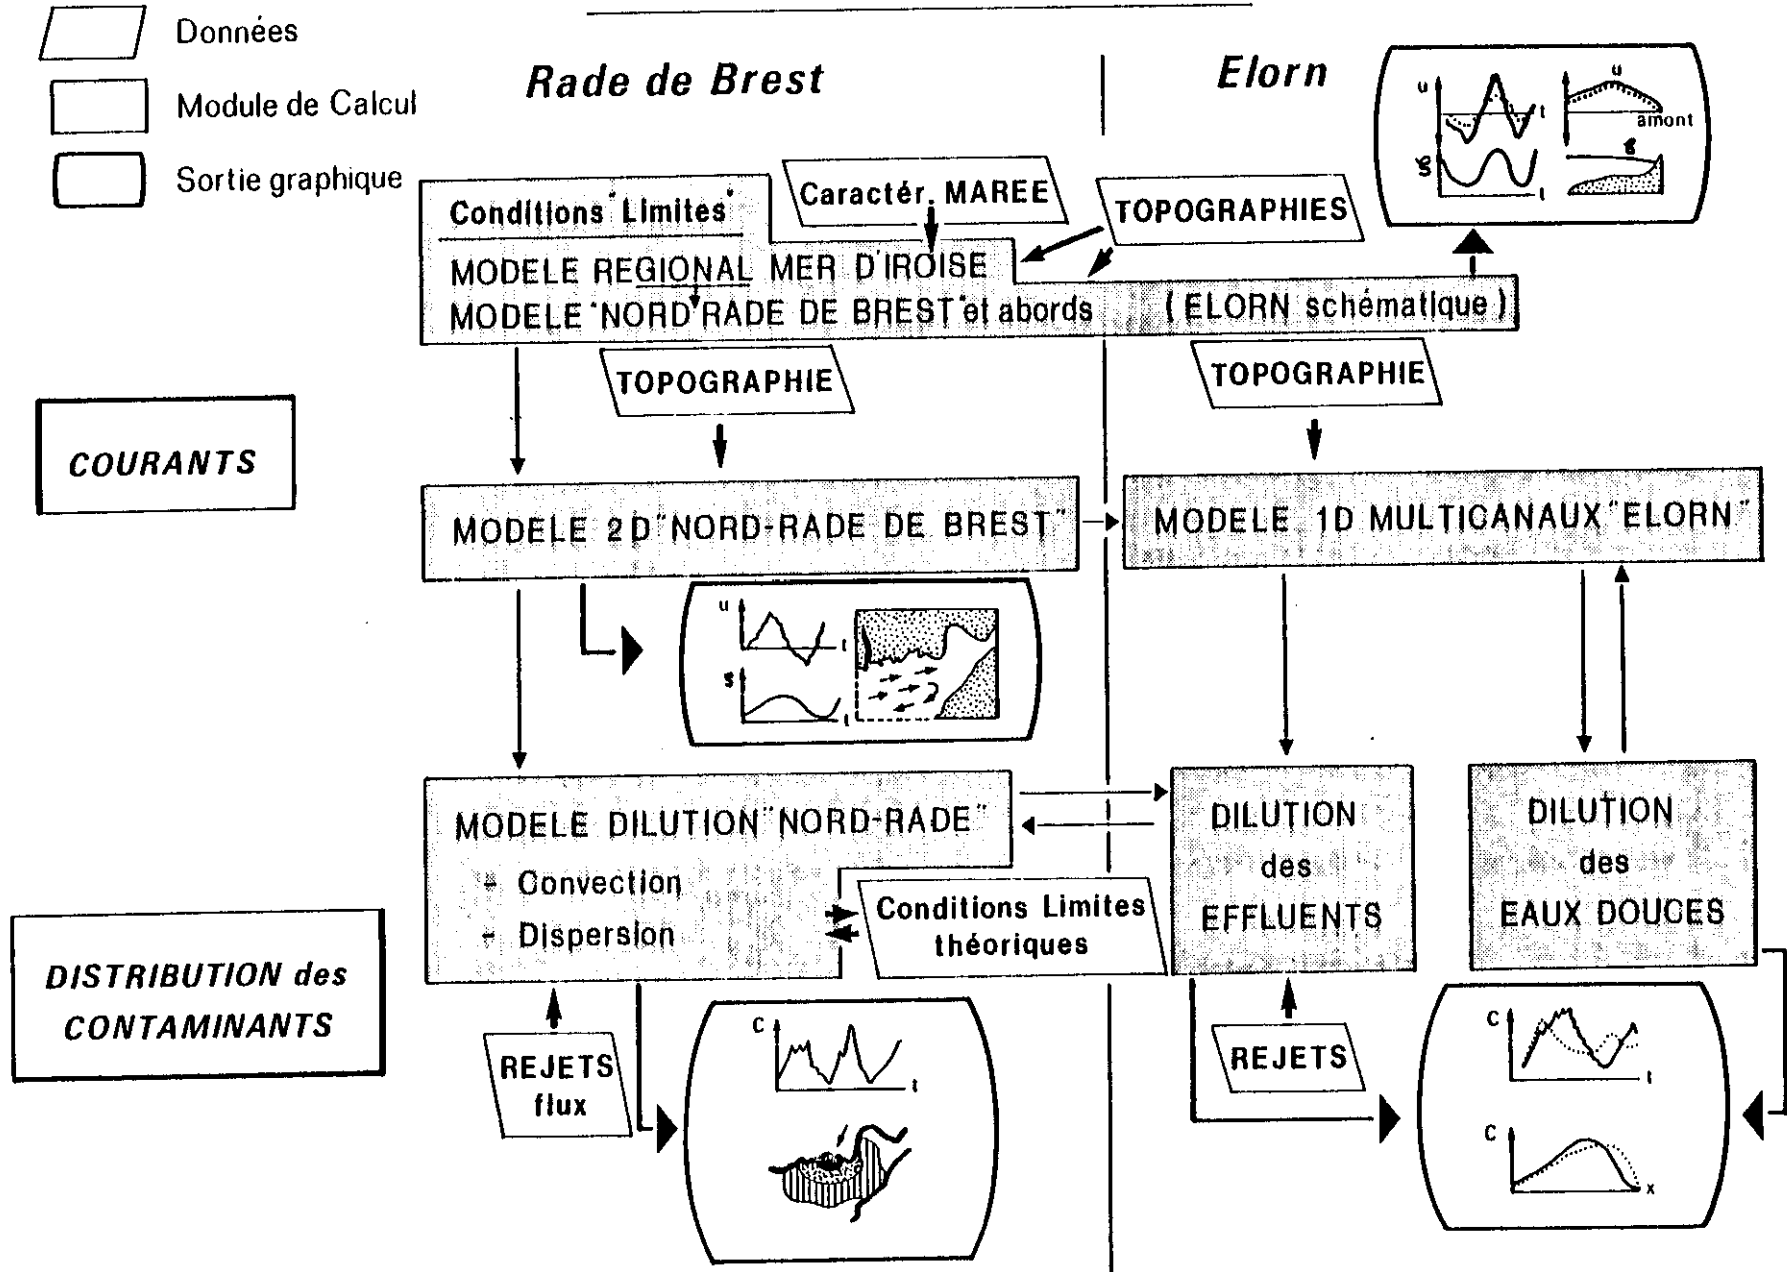 Données
Module de Calcul
Sortie graphique
Rade de Brest
Elorn
u
t
u
amont
ξ
t
ξ
Conditions "Limites"
Caractér. MAREE
TOPOGRAPHIES
MODELE REGIONAL MER D'IROISE
MODELE "NORD" RADE DE BREST" et abords (ELORN schématique)
TOPOGRAPHIE
TOPOGRAPHIE
COURANTS
MODELE 2D "NORD-RADE DE BREST"
MODELE 1D MULTICANAUX "ELORN"
u
t
t
MODELE DILUTION "NORD-RADE"
- Convection
- Dispersion
Conditions Limites
théoriques
DILUTION
des
EFFLUENTS
DILUTION
des
EAUX DOUCES
DISTRIBUTION des
CONTAMINANTS
REJETS
flux
C
t
REJETS
C
t
C
x